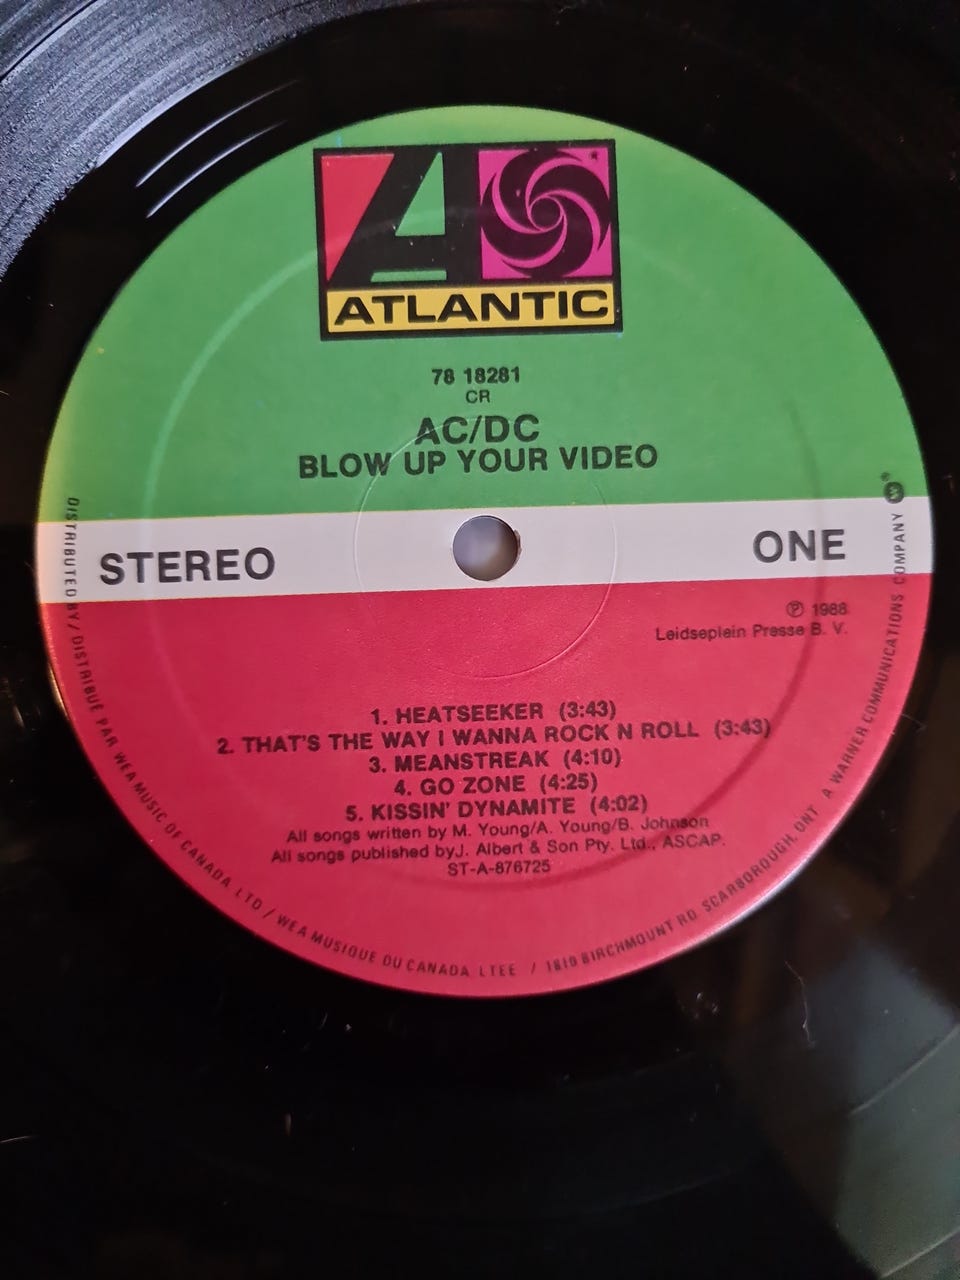 ATLANTIC
78 18281
CR
AC/DC
BLOW UP YOUR VIDEO
STEREO
ONE
℗ 1988
Leidseplein Presse B. V.
1. HEATSEEKER (3:43)
2. THAT'S THE WAY I WANNA ROCK N ROLL (3:43)
3. MEANSTREAK (4:10)
4. GO ZONE (4:25)
5. KISSIN' DYNAMITE (4:02)
All songs written by M. Young/A. Young/B. Johnson
All songs published byJ. Albert & Son Pty. Ltd., ASCAP.
ST-A-876725
DISTRIBUTED BY / DISTRIBUÉ PAR WEA MUSIC OF CANADA LTD / WEA MUSIQUE DU CANADA LTÉE / 1810 BIRCHMOUNT RD SCARBOROUGH, ONT A WARNER COMMUNICATIONS COMPANY